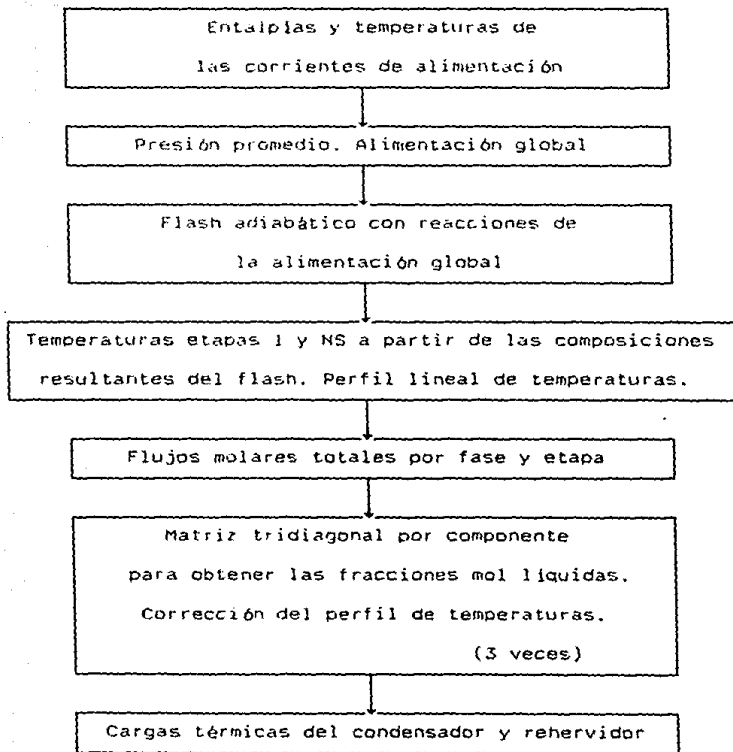 Entalpias y temperaturas de
las corrientes de alimentación
Presión promedio. Alimentación global
Flash adiabático con reacciones de
la alimentación global
Temperaturas etapas 1 y NS a partir de las composiciones
resultantes del flash. Perfil lineal de temperaturas.
Flujos molares totales por fase y etapa
Matriz tridiagonal por componente
para obtener las fracciones mol líquidas.
Corrección del perfil de temperaturas.
(3 veces)
Cargas térmicas del condensador y rehervidor